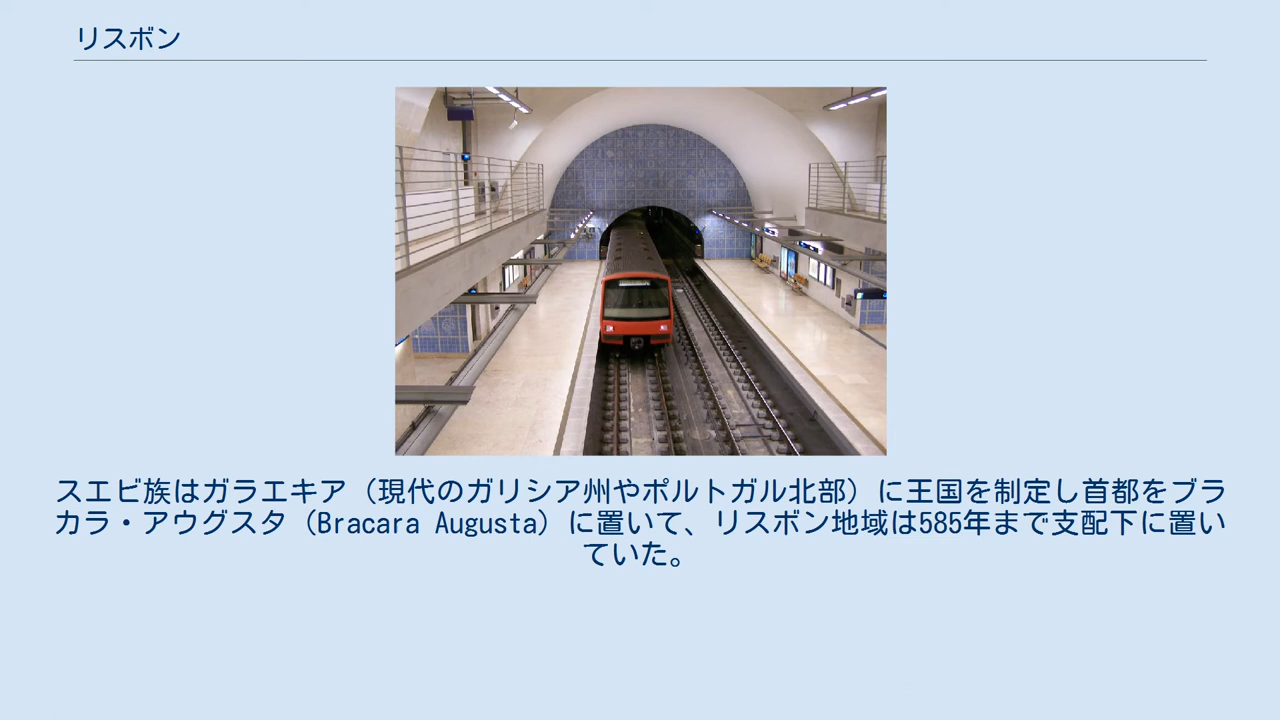 リスボン
スエビ族はガラエキア（現代のガリシア州やポルトガル北部）に王国を制定し首都をブラ
カラ・アウグスタ（Bracara Augusta）に置いて、リスボン地域は585年まで支配下に置い
ていた。